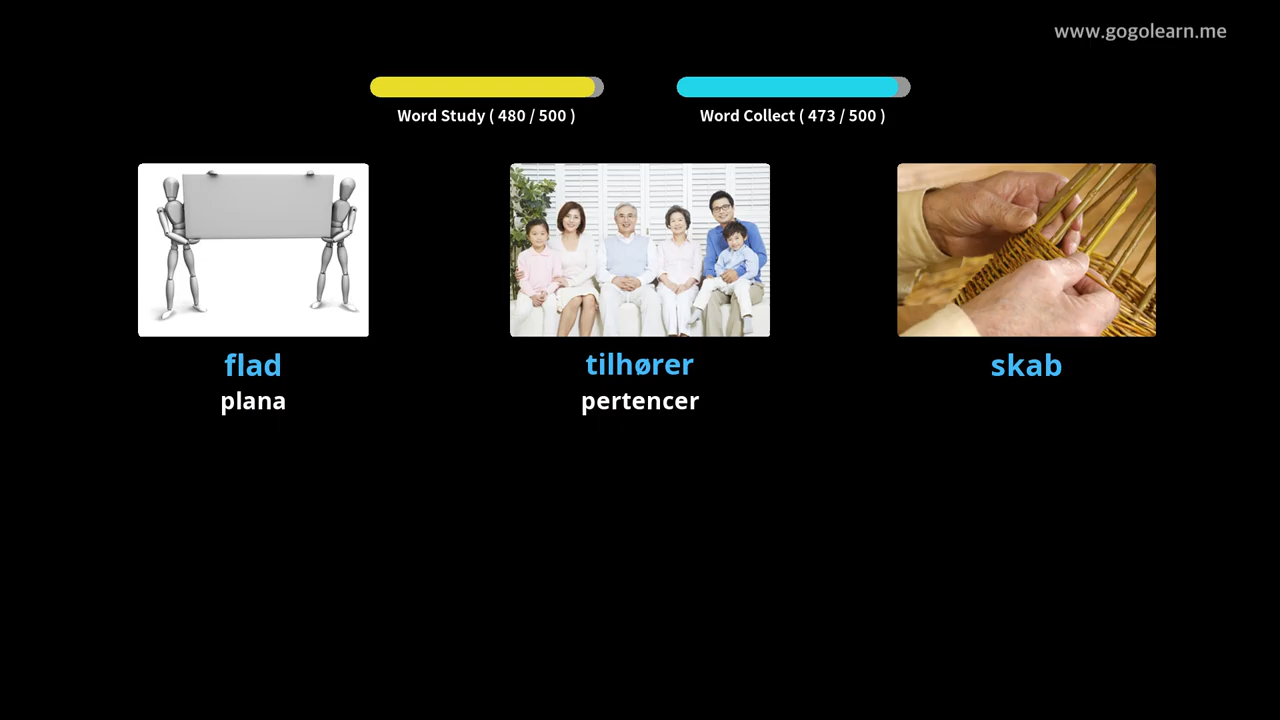 www.gogolearn.me
Word Study ( 480 / 500 )
Word Collect ( 473 / 500 )
flad
plana
tilhører
pertencer
skab